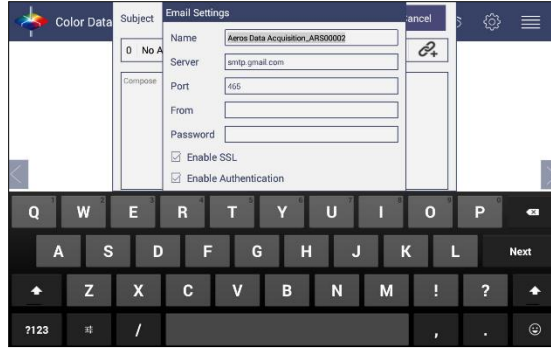 Color Data
Subject
Email Settings
Cancel
Name
Aeros Data Acquisition_ARS00002
0 No A
Server
smtp.gmail.com
Compose
Port
465
From
Password
Enable SSL
Enable Authentication
Q W E R T Y U I O P
A S D F G H J K L Next
Z X C V B N M ! ?
?123 / , .